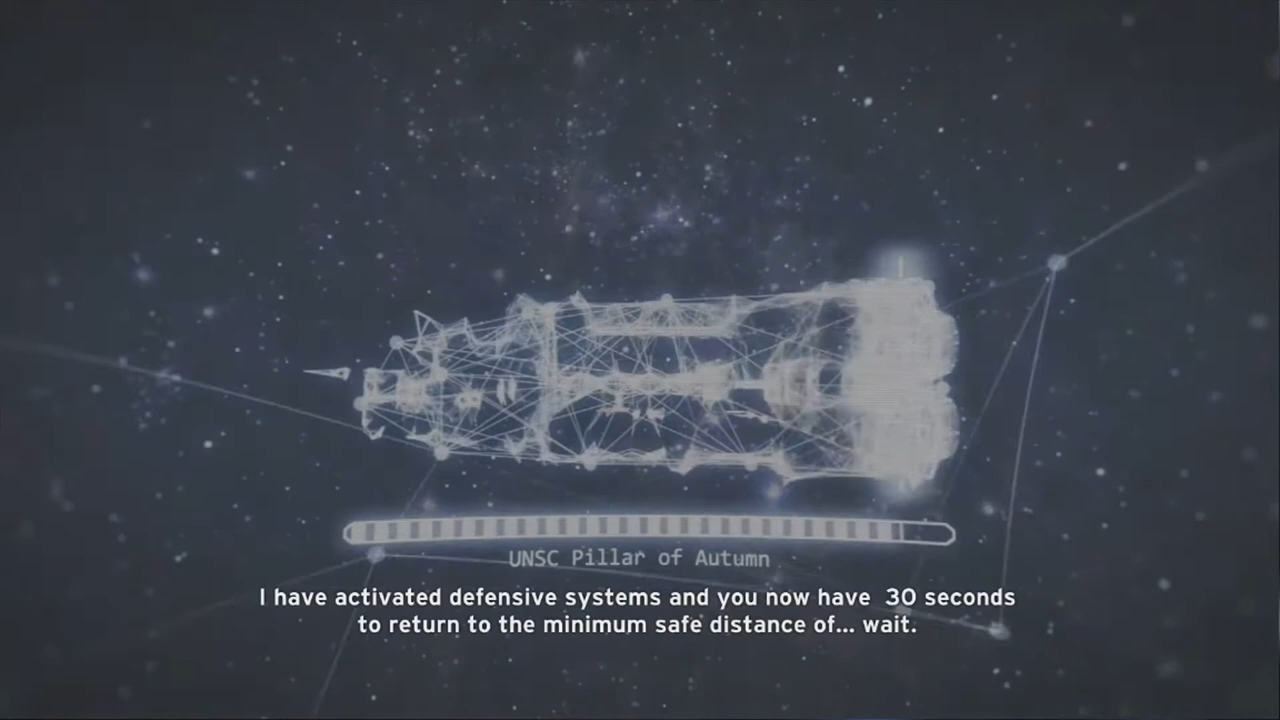 UNSC Pillar of Autumn
I have activated defensive systems and you now have 30 seconds
to return to the minimum safe distance of... wait.